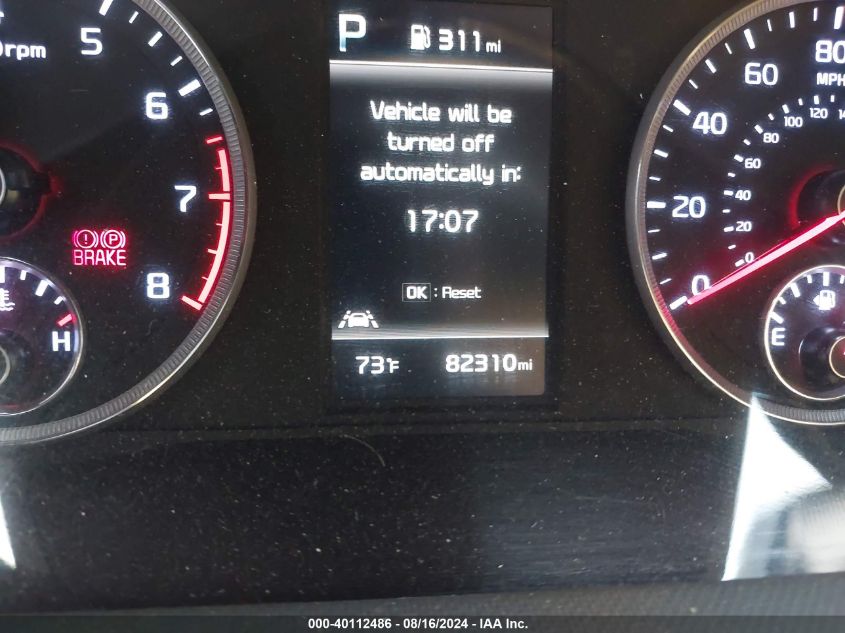 P 311 mi
Vehicle will be
turned off
automatically in:
17:07
OK : Reset
73°F 82310 mi
rpm
5
6
7
8
BRAKE
P
H
0
20
40
60
80
MPH
0
20
40
60
80
100
120
E
000-40112486 - 08/16/2024 - IAA Inc.